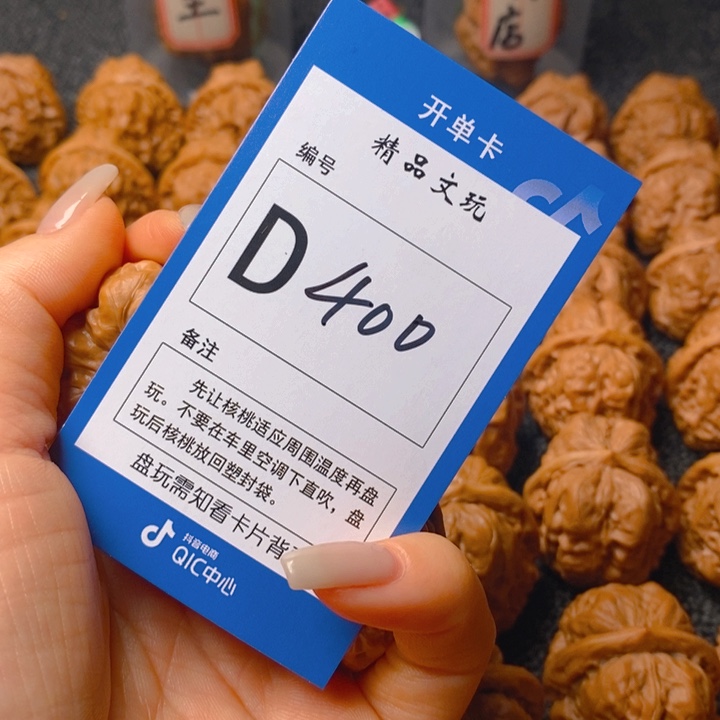 店
开单卡
精品文玩
编号
D400
备注
先让核桃适应周围温度再盘
玩。不要在车里空调下直吹，盘
玩后核桃放回塑封袋。
盘玩需知看卡片背
抖音电商
QIC中心